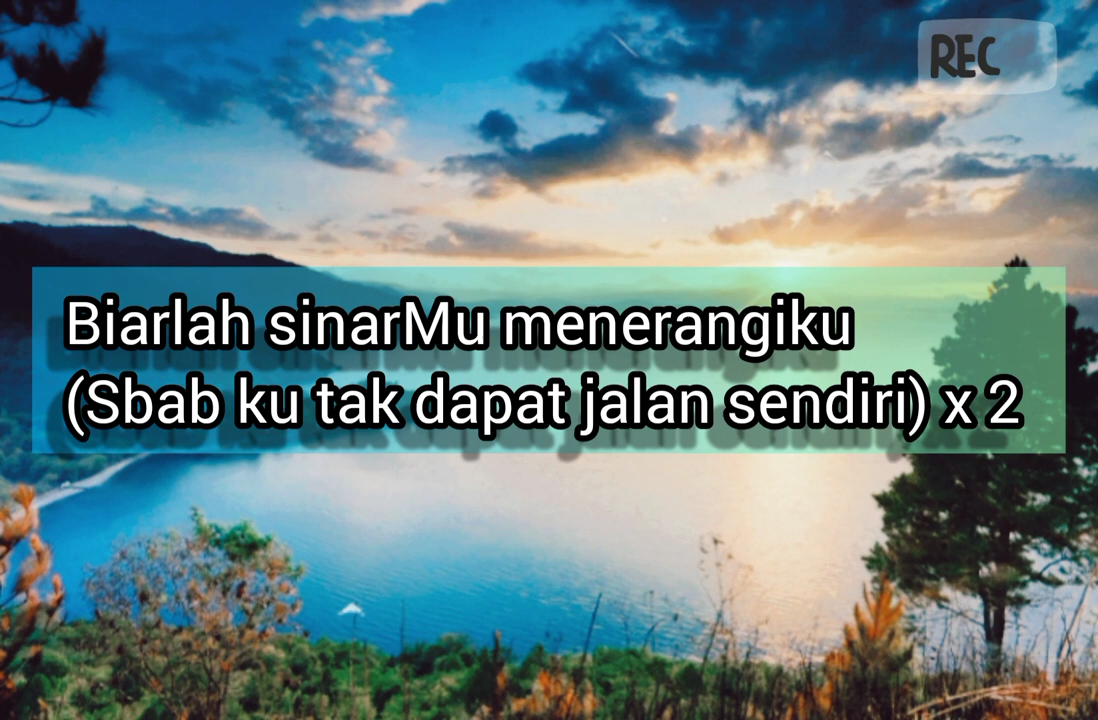 REC
Biarlah sinarMu menerangiku
(Sbab ku tak dapat jalan sendiri) x 2